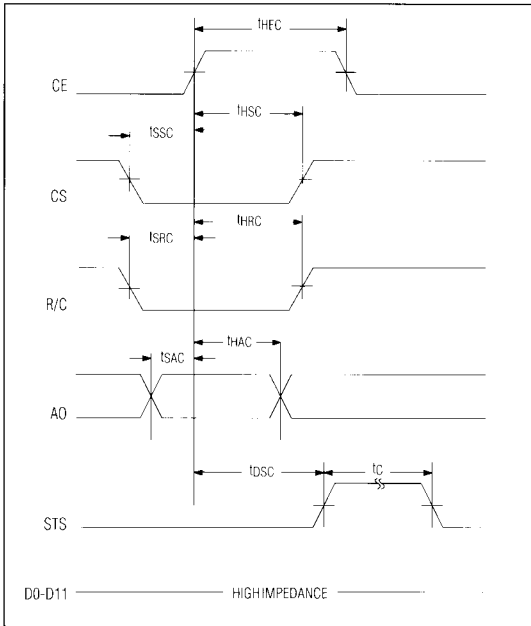 tHEC
CE
tSSC
tHSC
CS
tSRC
tHRC
R/C
tSAC
tHAC
AO
tDSC
tC
STS
D0-D11
HIGH IMPEDANCE